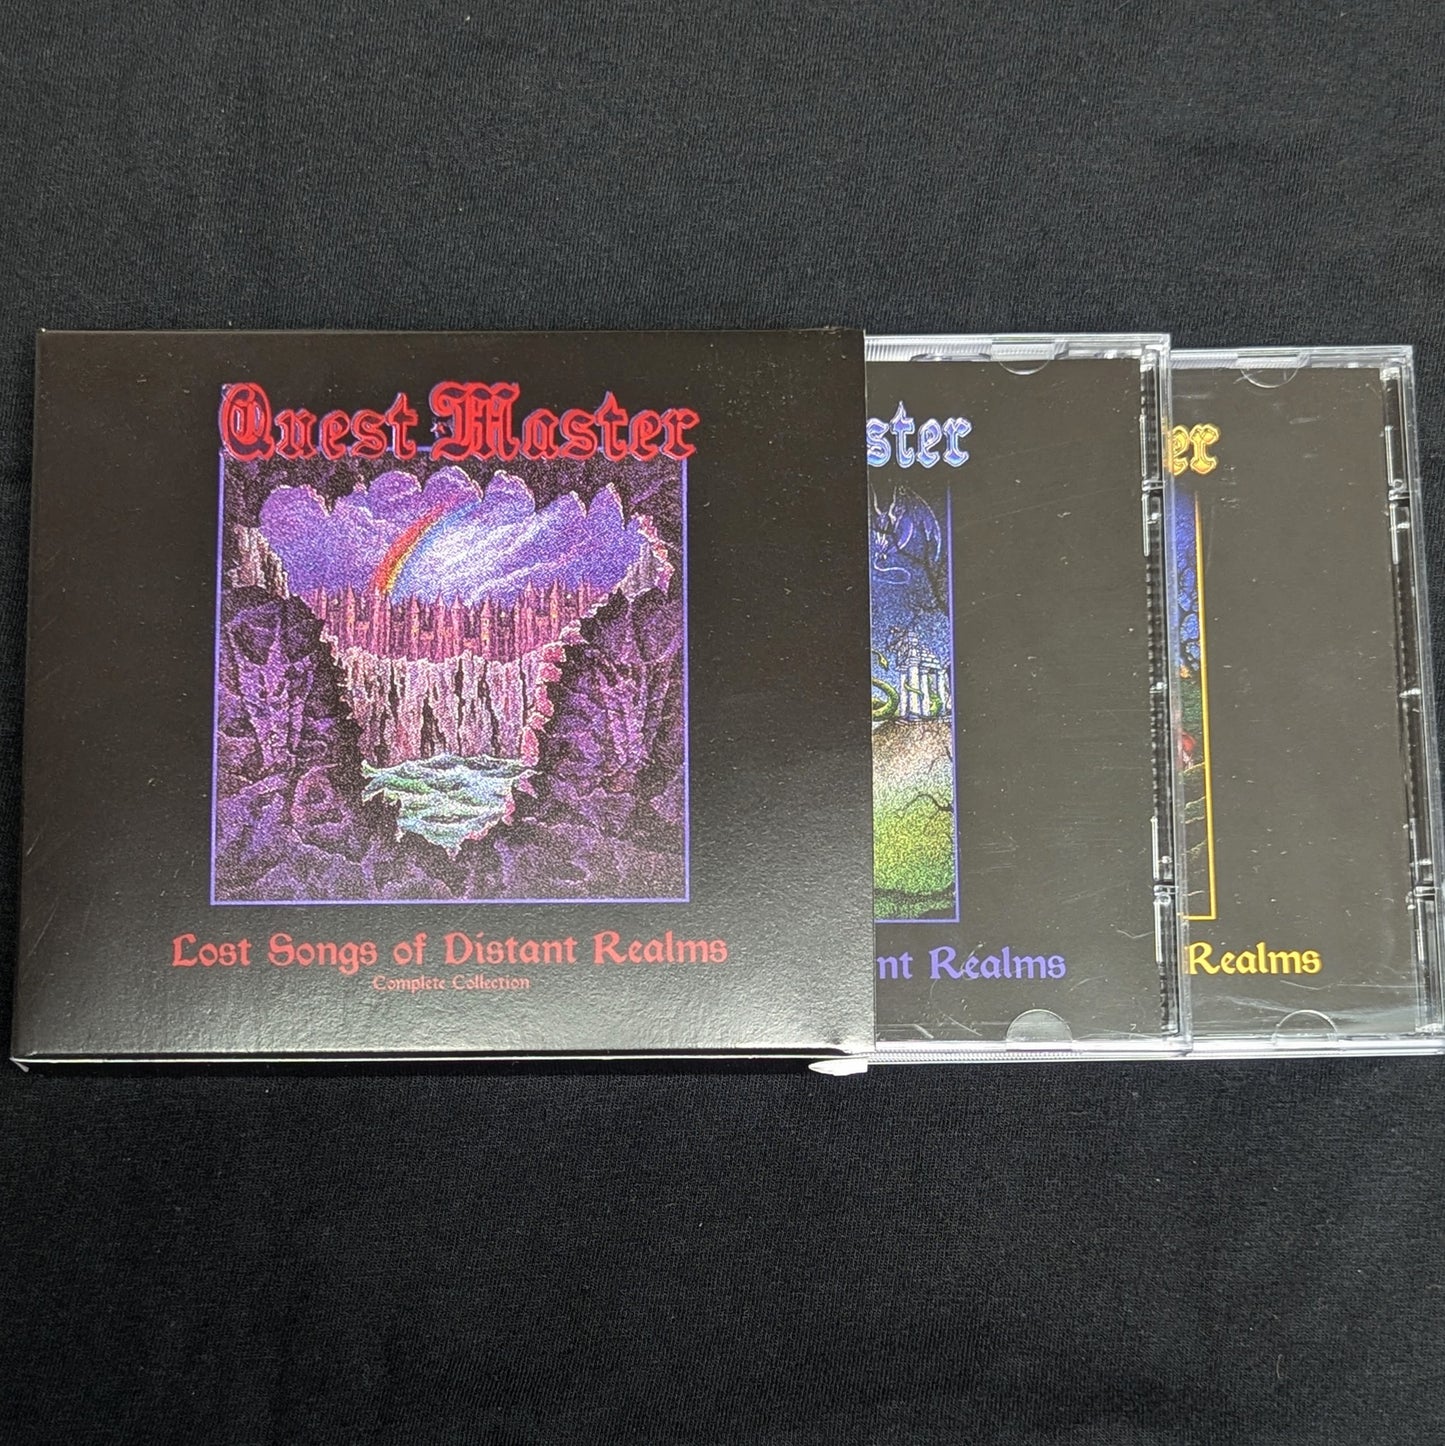 Quest Master
Lost Songs of Distant Realms
Complete Collection
ster
nt Realms
er
Realms